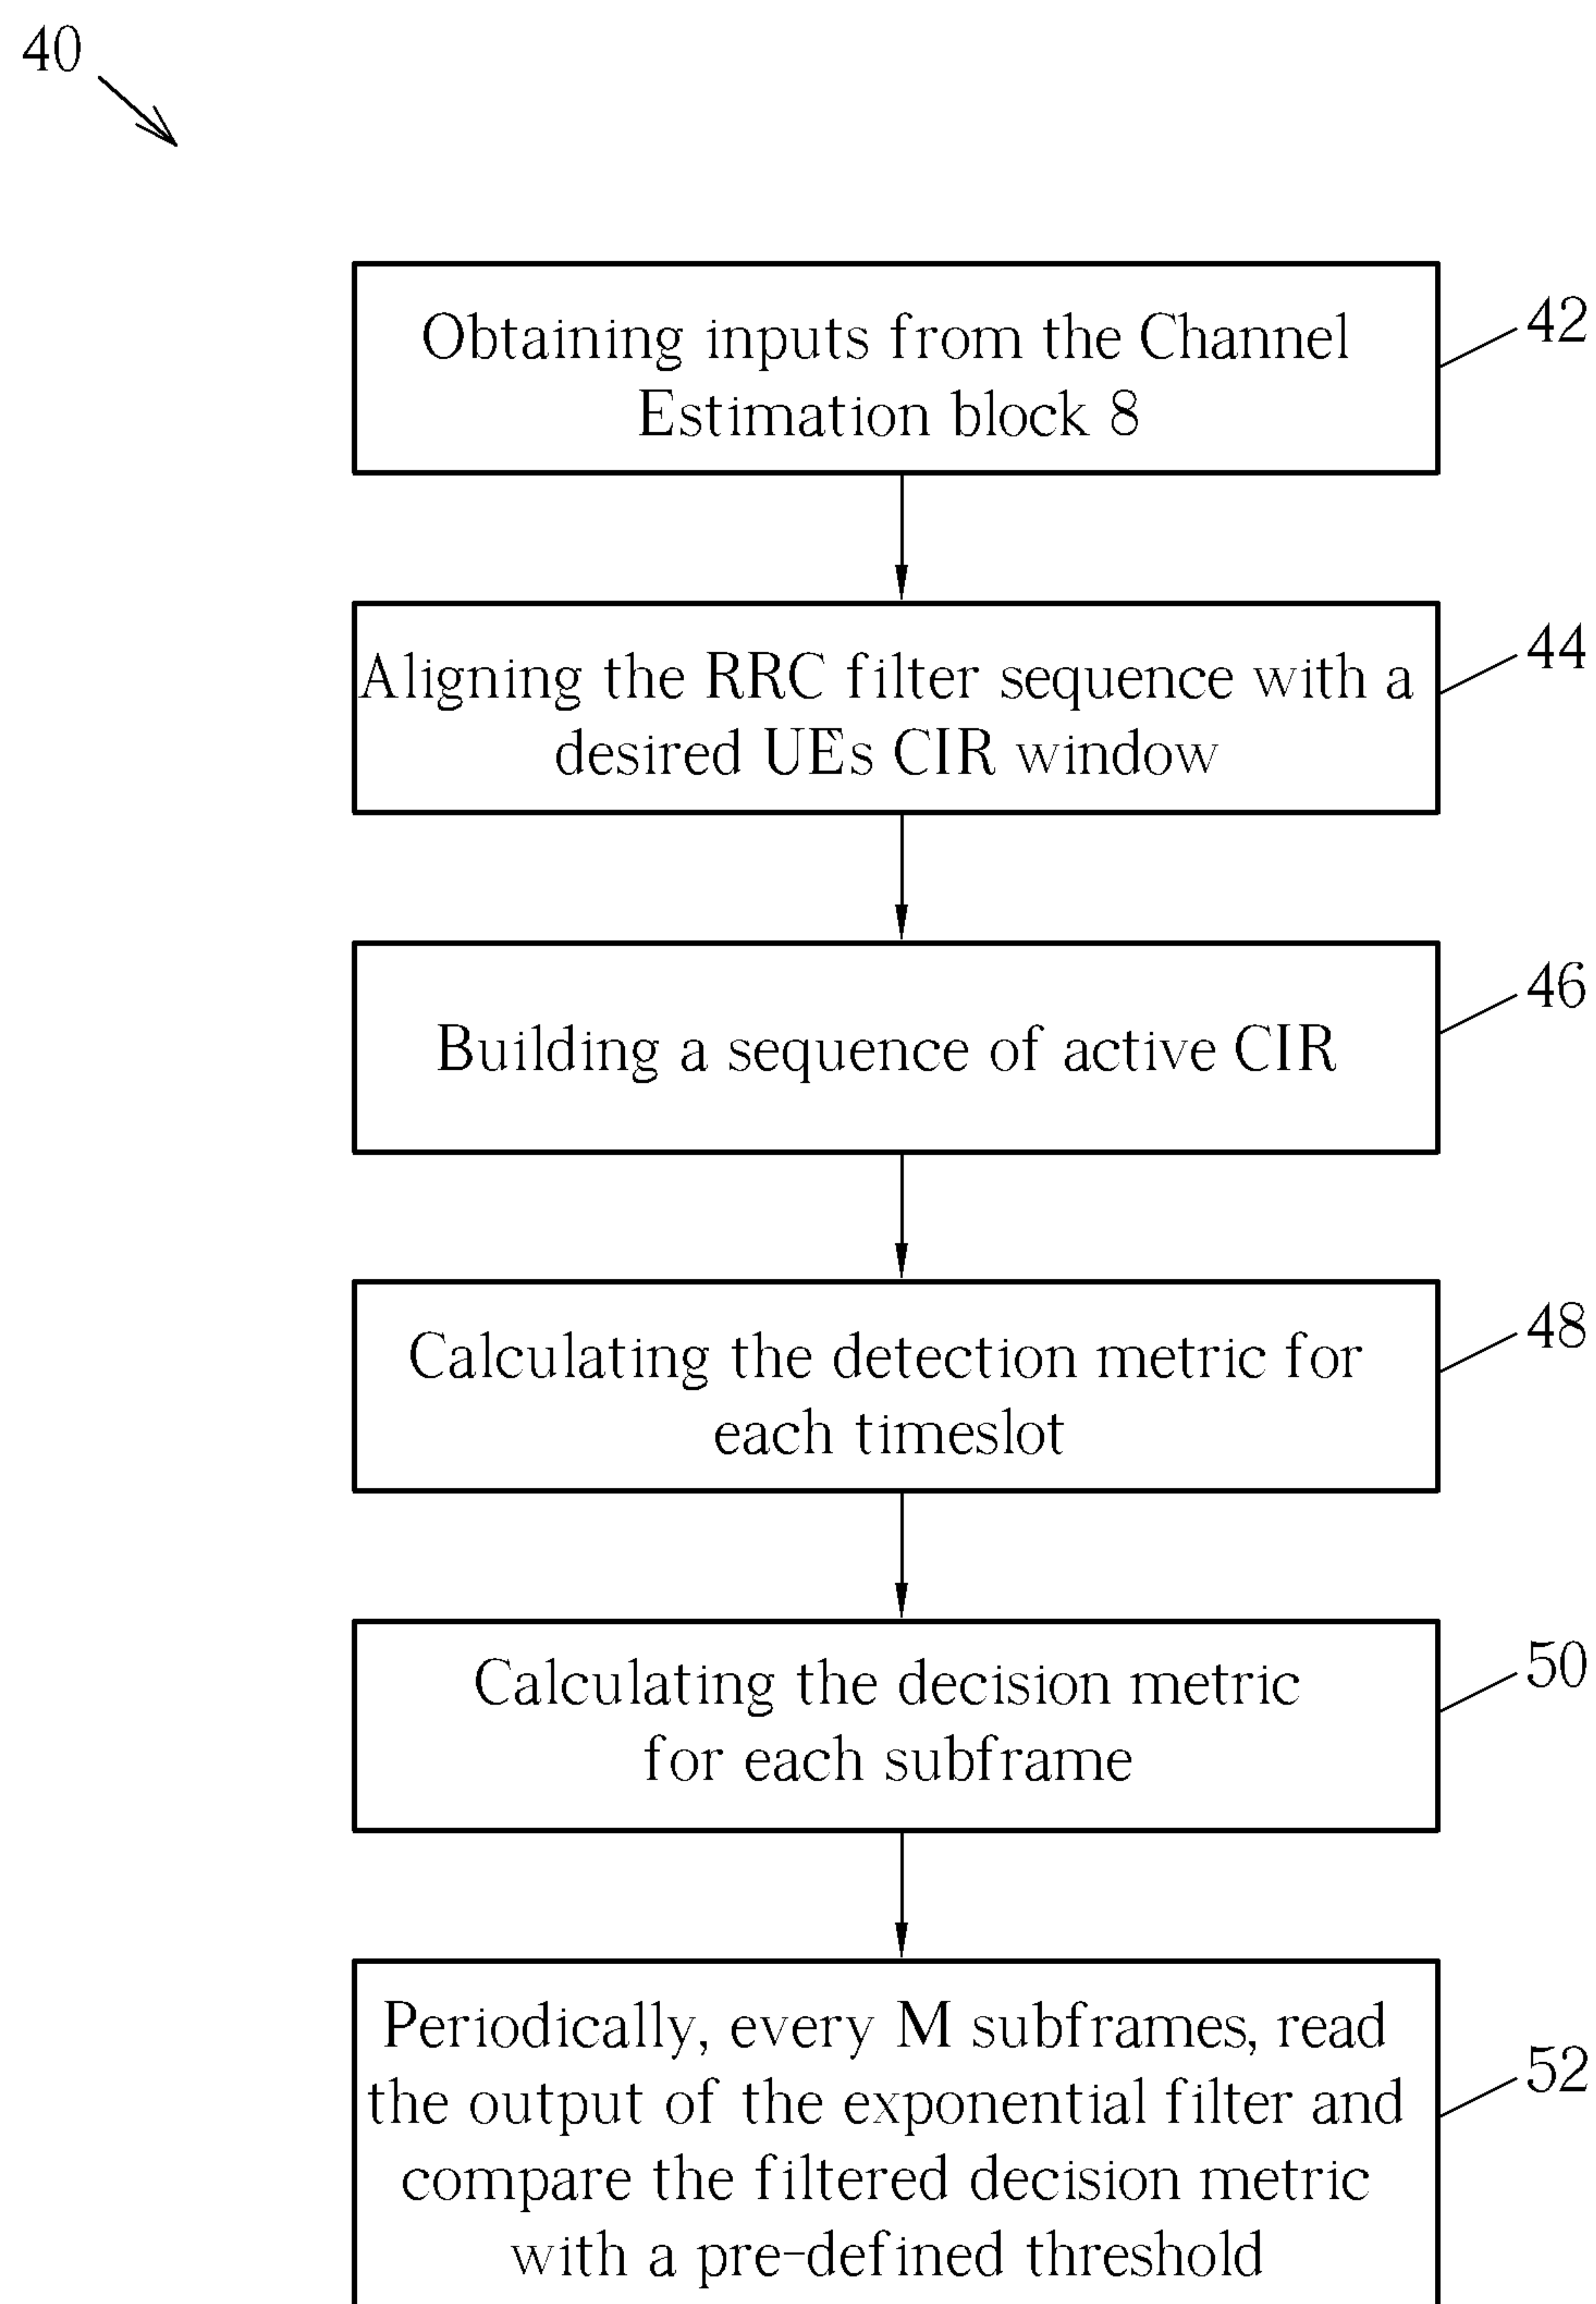 40
Obtaining inputs from the Channel
Estimation block 8
42
Aligning the RRC filter sequence with a
desired UE's CIR window
44
Building a sequence of active CIR
46
Calculating the detection metric for
each timeslot
48
Calculating the decision metric
for each subframe
50
Periodically, every M subframes, read
the output of the exponential filter and
compare the filtered decision metric
with a pre-defined threshold
52